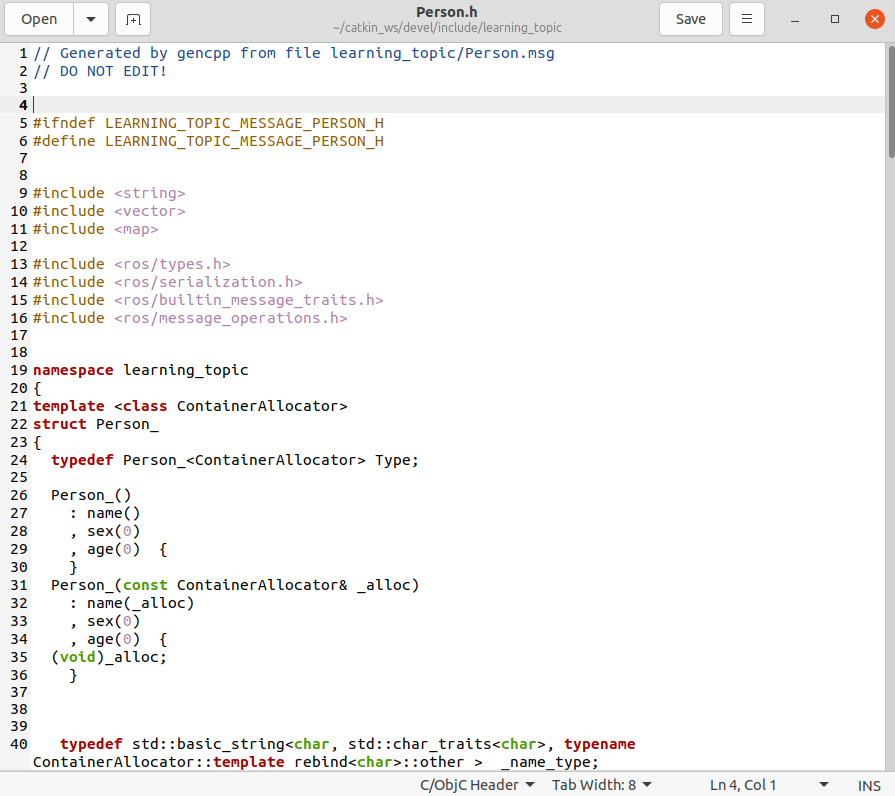 Open
Person.h
~/catkin_ws/devel/include/learning_topic
Save
1 // Generated by gencpp from file learning_topic/Person.msg
2 // DO NOT EDIT!
3
4
5 #ifndef LEARNING_TOPIC_MESSAGE_PERSON_H
6 #define LEARNING_TOPIC_MESSAGE_PERSON_H
7
8
9 #include <string>
10 #include <vector>
11 #include <map>
12
13 #include <ros/types.h>
14 #include <ros/serialization.h>
15 #include <ros/builtin_message_traits.h>
16 #include <ros/message_operations.h>
17
18
19 namespace learning_topic
20 {
21 template <class ContainerAllocator>
22 struct Person_
23 {
24   typedef Person_<ContainerAllocator> Type;
25
26   Person_()
27     : name()
28     , sex(0)
29     , age(0)  {
30     }
31   Person_(const ContainerAllocator& _alloc)
32     : name(_alloc)
33     , sex(0)
34     , age(0)  {
35   (void)_alloc;
36     }
37
38
39
40    typedef std::basic_string<char, std::char_traits<char>, typename
ContainerAllocator::template rebind<char>::other >  _name_type;
C/ObjC Header Tab Width: 8 Ln 4, Col 1 INS